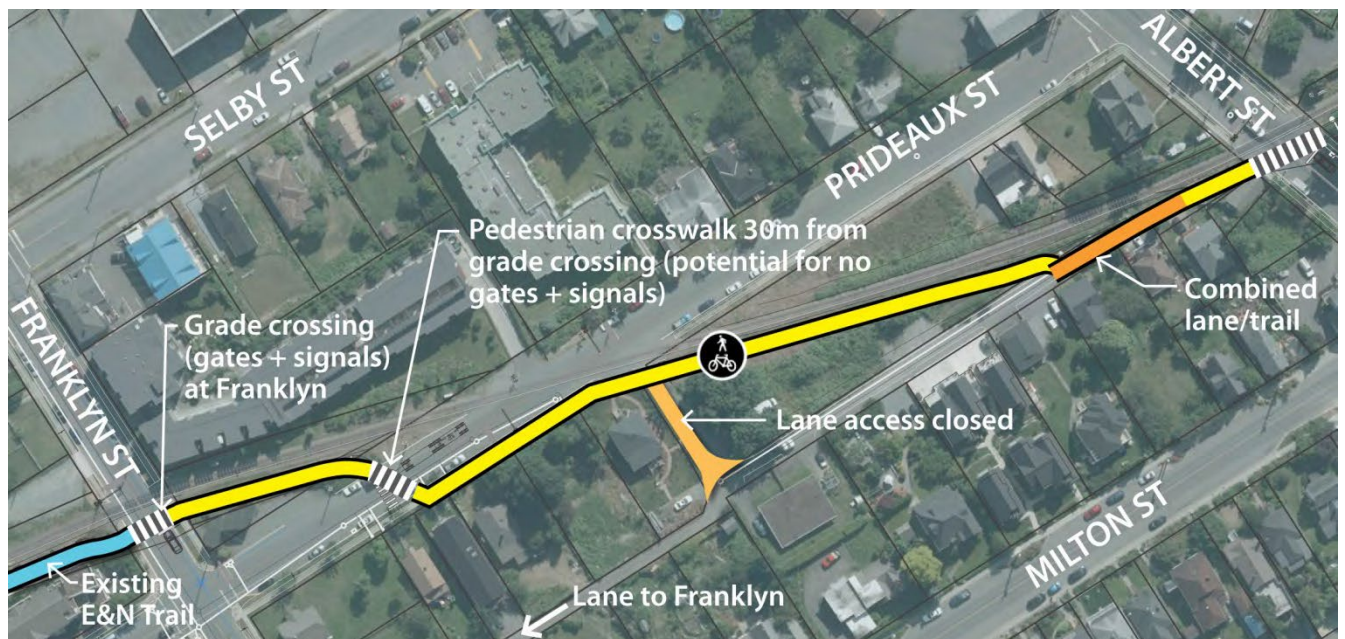 SELBY ST
PRIDEAUX ST
ALBERT ST
Pedestrian crosswalk 30m from
grade crossing (potential for no
gates + signals)
FRANKLYN ST
Grade crossing
(gates + signals)
at Franklyn
Combined
lane/trail
Lane access closed
MILTON ST
Existing
E&N Trail
Lane to Franklyn